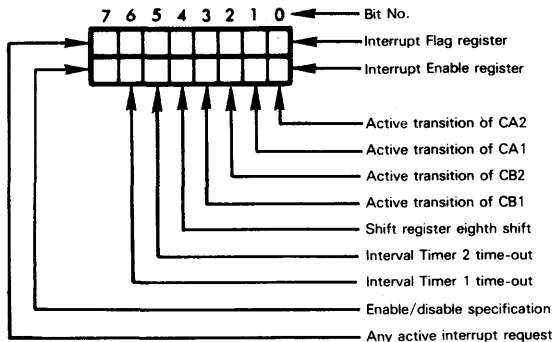 7 6 5 4 3 2 1 0 Bit No.
Interrupt Flag register
Interrupt Enable register
Active transition of CA2
Active transition of CA1
Active transition of CB2
Active transition of CB1
Shift register eighth shift
Interval Timer 2 time-out
Interval Timer 1 time-out
Enable/disable specification
Any active interrupt request